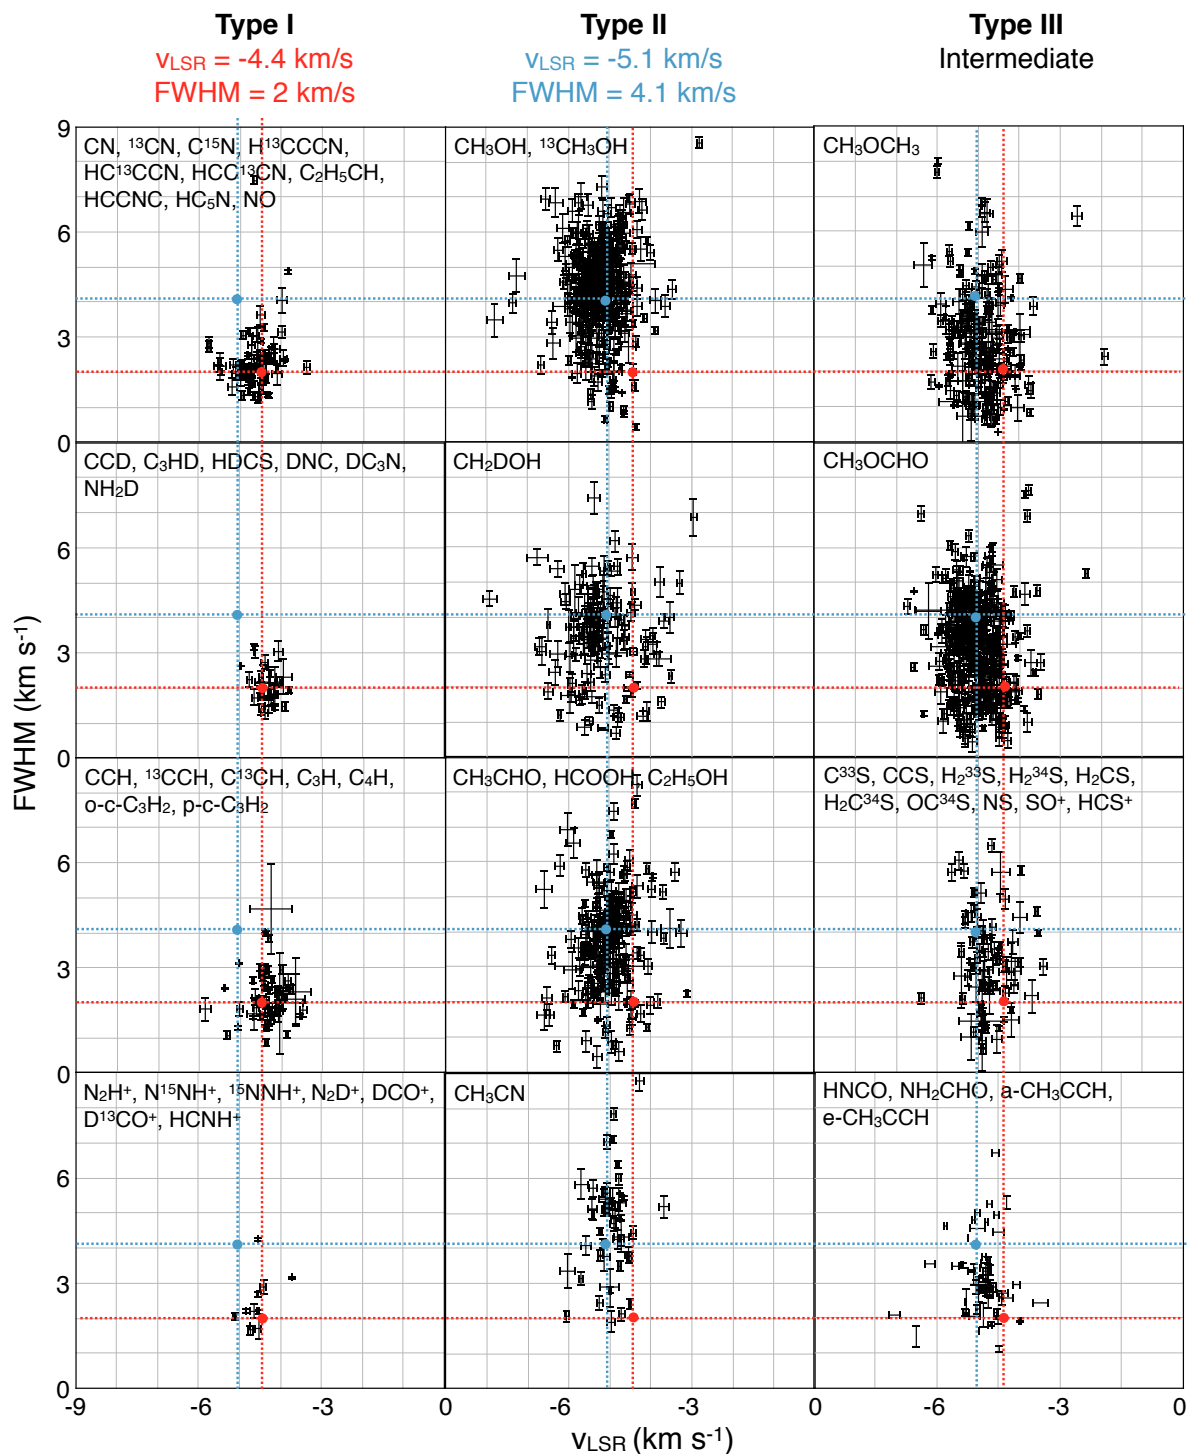 Type I Type II Type III
vLSR = -4.4 km/s vLSR = -5.1 km/s Intermediate
FWHM = 2 km/s FWHM = 4.1 km/s
9
CN, ¹³CN, C¹⁵N, H¹³CCCN,
HC¹³CCN, HCC¹³CN, C₂H₅CH,
HCCNC, HC₅N, NO
CH₃OH, ¹³CH₃OH
CH₃OCH₃
6
3
0
CCD, C₃HD, HDCS, DNC, DC₃N,
NH₂D
CH₂DOH
CH₃OCHO
6
3
0
CCH, ¹³CCH, C¹³CH, C₃H, C₄H,
o-c-C₃H₂, p-c-C₃H₂
CH₃CHO, HCOOH, C₂H₅OH
C³³S, CCS, H₂³³S, H₂³⁴S, H₂CS,
H₂C³⁴S, OC³⁴S, NS, SO⁺, HCS⁺
6
3
0
N₂H⁺, N¹⁵NH⁺, ¹⁵NNH⁺, N₂D⁺, DCO⁺,
D¹³CO⁺, HCNH⁺
CH₃CN
HNCO, NH₂CHO, a-CH₃CCH,
e-CH₃CCH
6
3
0
-9 -6 -3 0 -6 -3 0 -6 -3 0
FWHM (km s⁻¹)
vLSR (km s⁻¹)